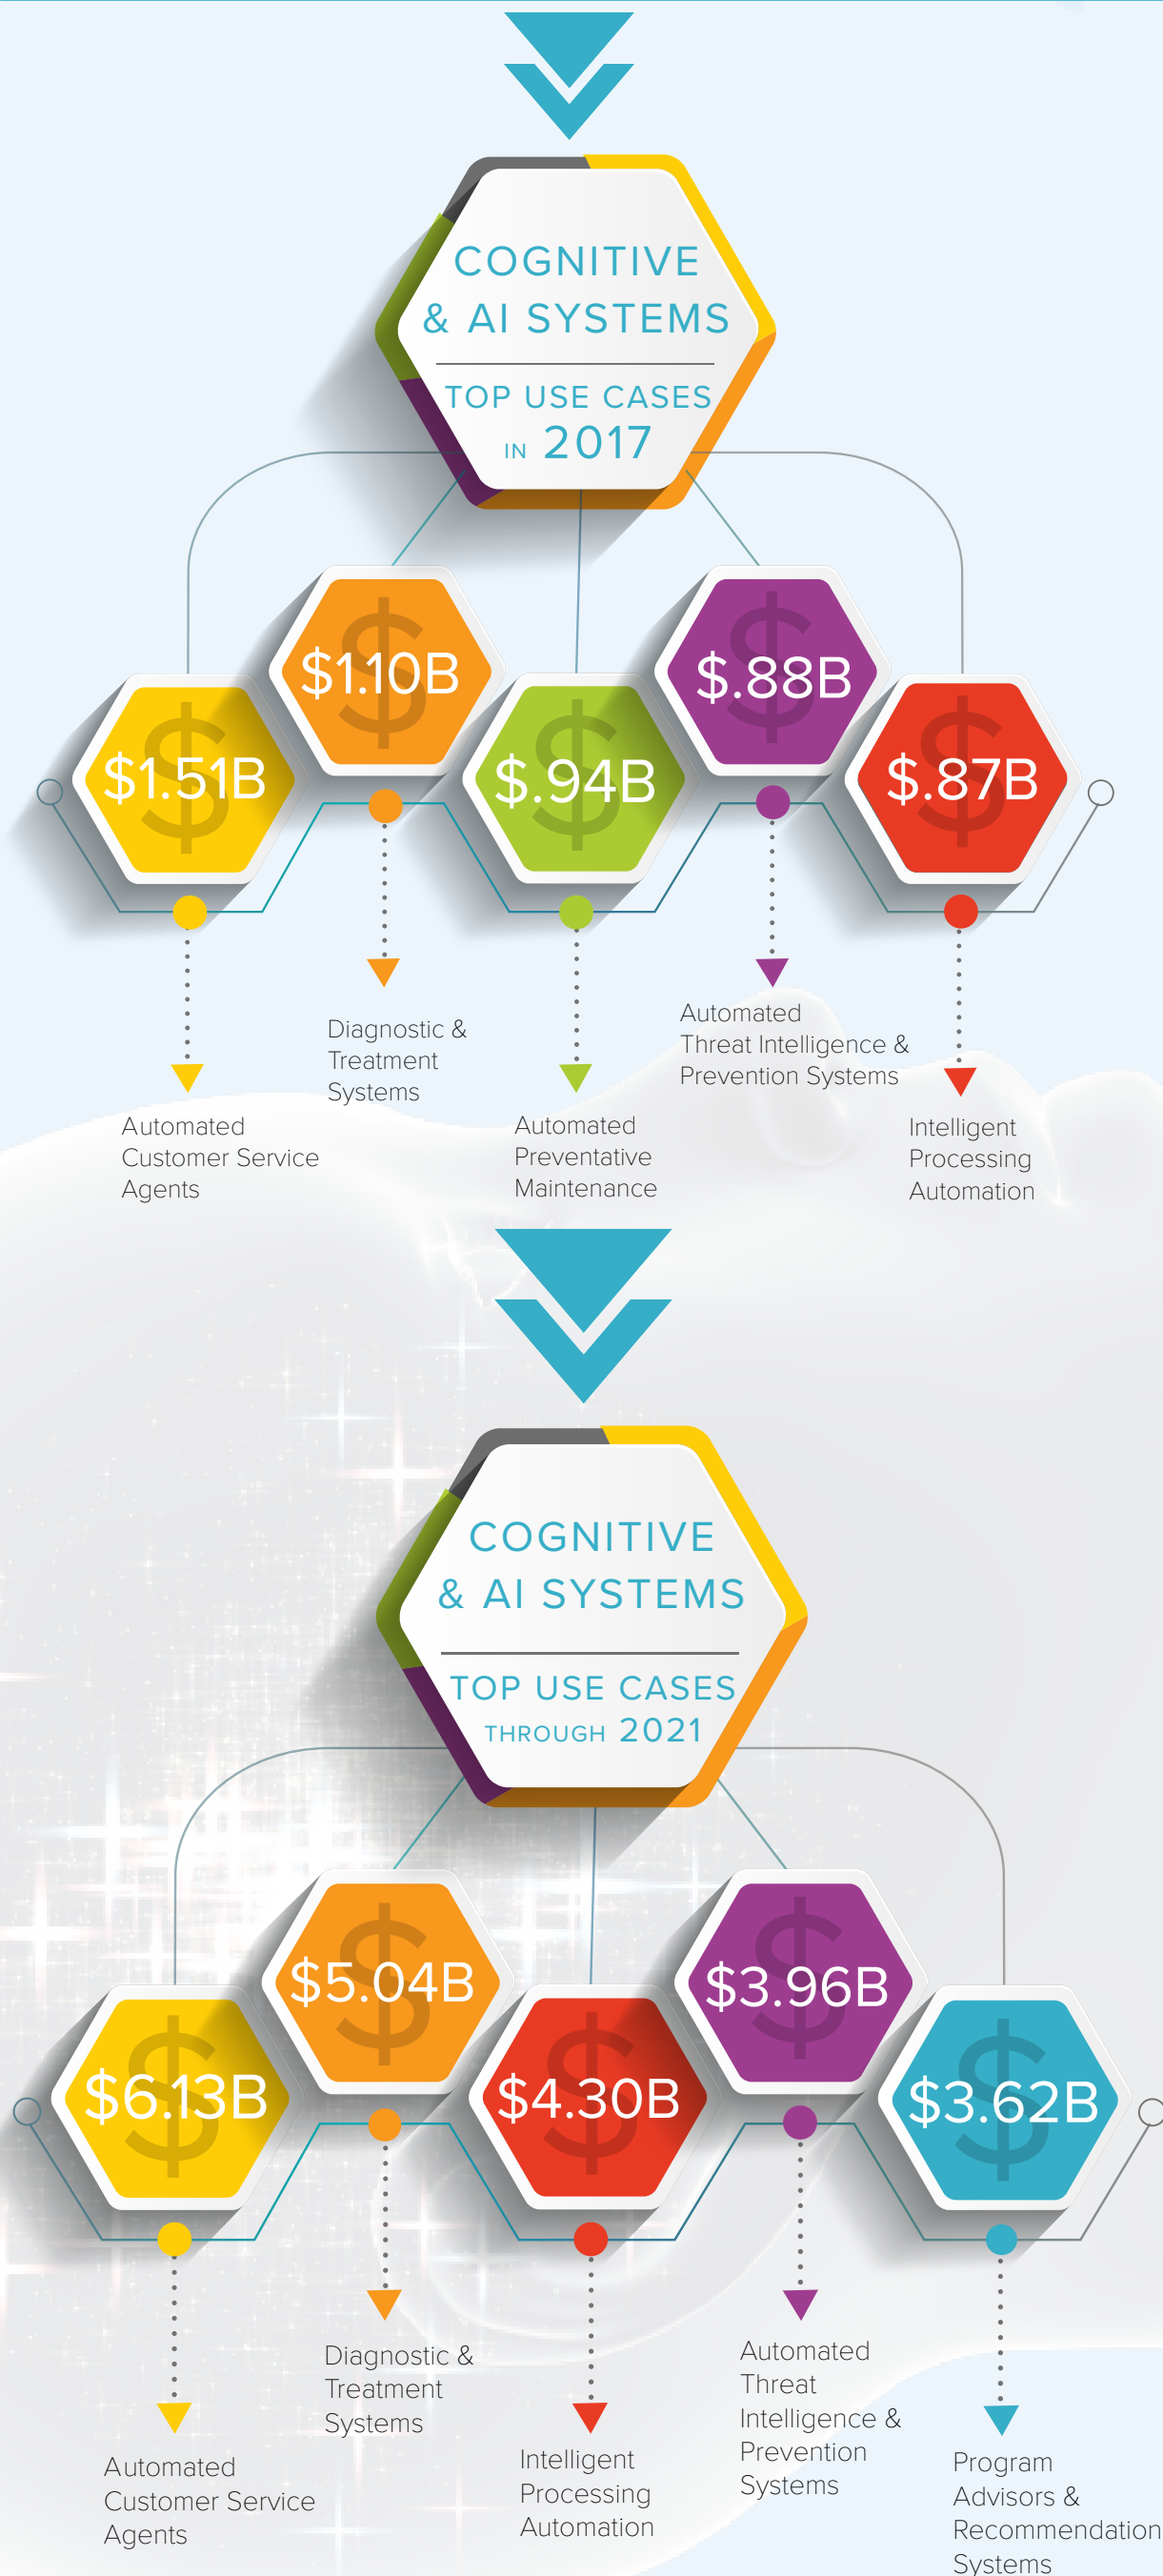 COGNITIVE
& AI SYSTEMS
TOP USE CASES
IN 2017
$1.51B
$1.10B
$.94B
$.88B
$.87B
Automated
Customer Service
Agents
Diagnostic &
Treatment
Systems
Automated
Preventative
Maintenance
Automated
Threat Intelligence &
Prevention Systems
Intelligent
Processing
Automation
COGNITIVE
& AI SYSTEMS
TOP USE CASES
THROUGH 2021
$6.13B
$5.04B
$4.30B
$3.96B
$3.62B
Automated
Customer Service
Agents
Diagnostic &
Treatment
Systems
Intelligent
Processing
Automation
Automated
Threat
Intelligence &
Prevention
Systems
Program
Advisors &
Recommendation
Systems